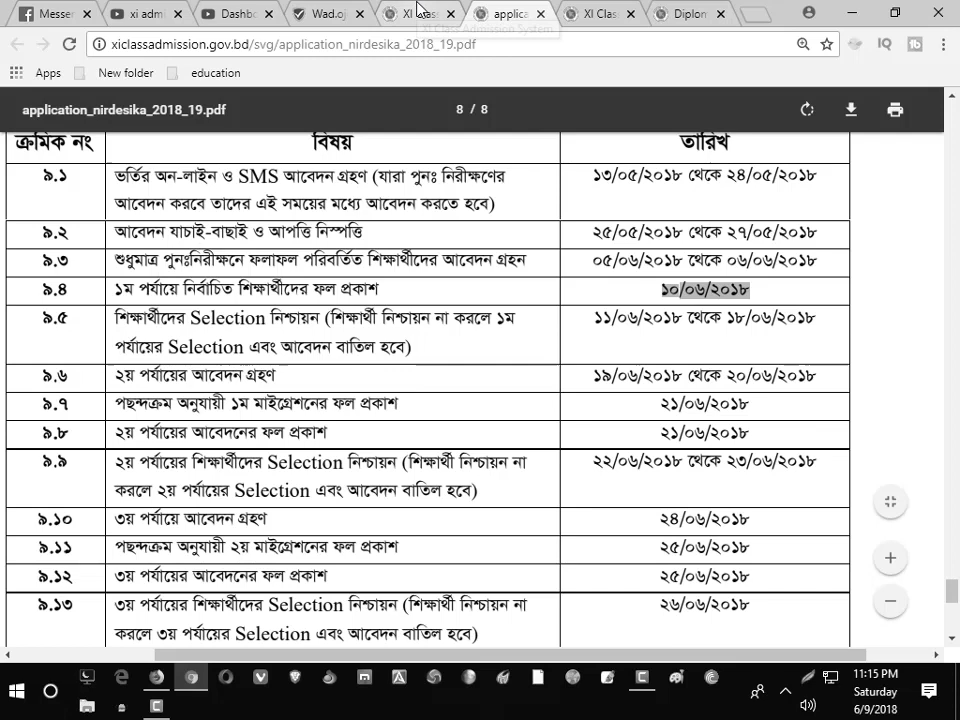 Messer
xi admi
Dashb
Wad.oj
XI Class
applica
XI Clas
Diplom
XI Class Admission System
xiclassadmission.gov.bd/svg/application_nirdesika_2018_19.pdf
IQ
Apps
New folder
education
application_nirdesika_2018_19.pdf
8 / 8
ক্রমিক নং বিষয় তারিখ
৯.১ ভর্তির অন-লাইন ও SMS আবেদন গ্রহণ (যারা পুনঃ নিরীক্ষণের ১৩/০৫/২০১৮ থেকে ২৪/০৫/২০১৮
আবেদন করবে তাদের এই সময়ের মধ্যে আবেদন করতে হবে)
৯.২ আবেদন যাচাই-বাছাই ও আপত্তি নিস্পত্তি ২৫/০৫/২০১৮ থেকে ২৭/০৫/২০১৮
৯.৩ শুধুমাত্র পুনঃনিরীক্ষনে ফলাফল পরিবর্তিত শিক্ষার্থীদের আবেদন গ্রহন ০৫/০৬/২০১৮ থেকে ০৬/০৬/২০১৮
৯.৪ ১ম পর্যায়ে নির্বাচিত শিক্ষার্থীদের ফল প্রকাশ ১০/০৬/২০১৮
৯.৫ শিক্ষার্থীদের Selection নিশ্চায়ন (শিক্ষার্থী নিশ্চায়ন না করলে ১ম ১১/০৬/২০১৮ থেকে ১৮/০৬/২০১৮
পর্যায়ের Selection এবং আবেদন বাতিল হবে)
৯.৬ ২য় পর্যায়ের আবেদন গ্রহণ ১৯/০৬/২০১৮ থেকে ২০/০৬/২০১৮
৯.৭ পছন্দক্রম অনুযায়ী ১ম মাইগ্রেশনের ফল প্রকাশ ২১/০৬/২০১৮
৯.৮ ২য় পর্যায়ের আবেদনের ফল প্রকাশ ২১/০৬/২০১৮
৯.৯ ২য় পর্যায়ের শিক্ষার্থীদের Selection নিশ্চায়ন (শিক্ষার্থী নিশ্চায়ন না ২২/০৬/২০১৮ থেকে ২৩/০৬/২০১৮
করলে ২য় পর্যায়ের Selection এবং আবেদন বাতিল হবে)
৯.১০ ৩য় পর্যায়ে আবেদন গ্রহণ ২৪/০৬/২০১৮
৯.১১ পছন্দক্রম অনুযায়ী ২য় মাইগ্রেশনের ফল প্রকাশ ২৫/০৬/২০১৮
৯.১২ ৩য় পর্যায়ের আবেদনের ফল প্রকাশ ২৫/০৬/২০১৮
৯.১৩ ৩য় পর্যায়ের শিক্ষার্থীদের Selection নিশ্চায়ন (শিক্ষার্থী নিশ্চায়ন না ২৬/০৬/২০১৮
করলে ৩য় পর্যায়ের Selection এবং আবেদন বাতিল হবে)
11:15 PM
Saturday
6/9/2018